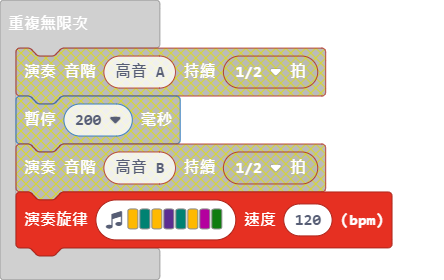 重複無限次
演奏 音階 高音 A 持續 1/2 拍
暫停 200 毫秒
演奏 音階 高音 B 持續 1/2 拍
演奏旋律 速度 120 (bpm)